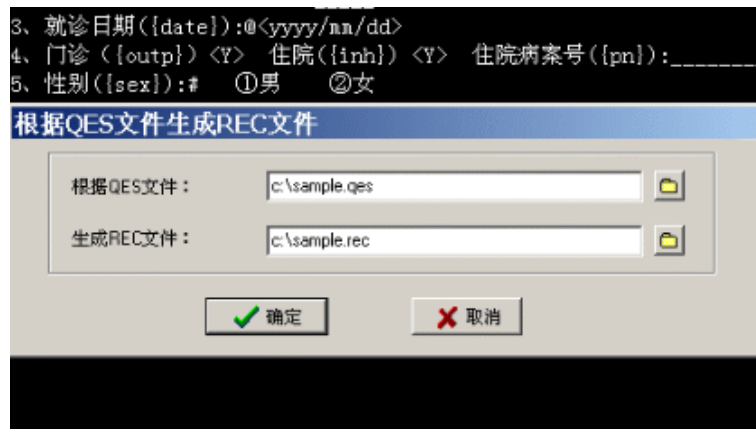 3、就诊日期({date}):@<yyyy/mm/dd>
4、门诊 ({outp}) <Y> 住院({inh}) <Y> 住院病案号({pn}):_______
5、性别({sex}):# ①男 ②女
根据QES文件生成REC文件
根据QES文件： c:\sample.qes
生成REC文件： c:\sample.rec
确定 取消